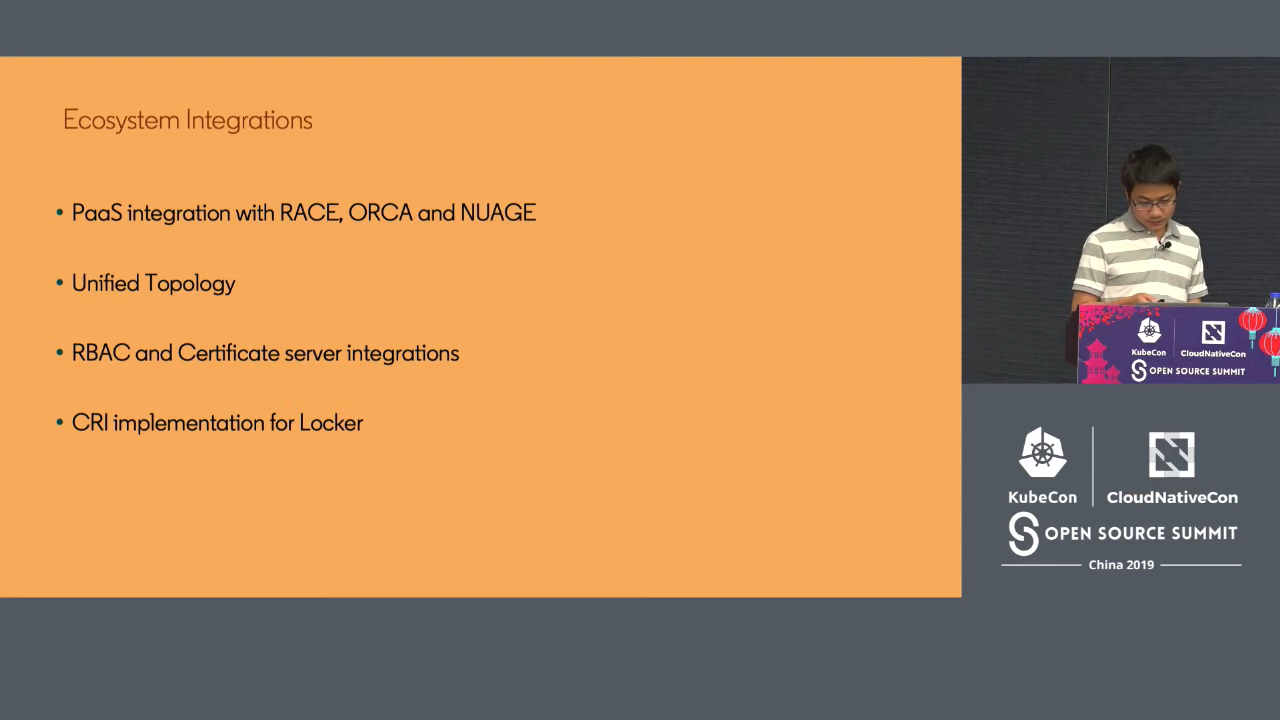 Ecosystem Integrations
• PaaS integration with RACE, ORCA and NUAGE
• Unified Topology
• RBAC and Certificate server integrations
• CRI implementation for Locker
KubeCon
CloudNativeCon
OPEN SOURCE SUMMIT
KubeCon
CloudNativeCon
OPEN SOURCE SUMMIT
China 2019